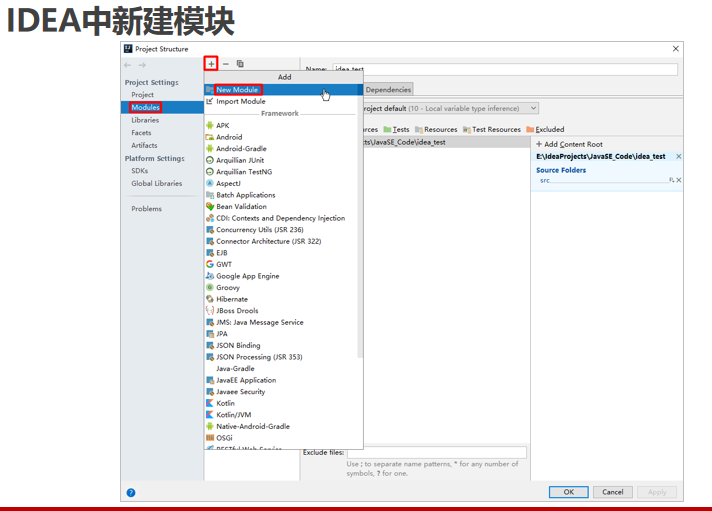 IDEA中新建模块
Project Structure
Name: idea_test
Add
Project Settings
New Module
Dependencies
Project
Import Module
Modules
Framework
roject default (10 - Local variable type inference)
Libraries
APK
Facets
Android
rces Tests Resources Test Resources Excluded
Artifacts
Android-Gradle
cts\JavaSE_Code\idea_test
+ Add Content Root
Platform Settings
Arquillian JUnit
E:\IdeaProjects\JavaSE_Code\idea_test
SDKs
Arquillian TestNG
Source Folders
Global Libraries
AspectJ
src
Batch Applications
Problems
Bean Validation
CDI: Contexts and Dependency Injection
Concurrency Utils (JSR 236)
Connector Architecture (JSR 322)
EJB
GWT
Google App Engine
Groovy
Hibernate
JBoss Drools
JMS: Java Message Service
JPA
JSON Binding
JSON Processing (JSR 353)
Java-Gradle
JavaEE Application
Javaee Security
Kotlin
Kotlin/JVM
Native-Android-Gradle
OSGi
RESTful Web Service
Exclude files:
Use ; to separate name patterns, * for any number of
symbols, ? for one.
OK Cancel Apply